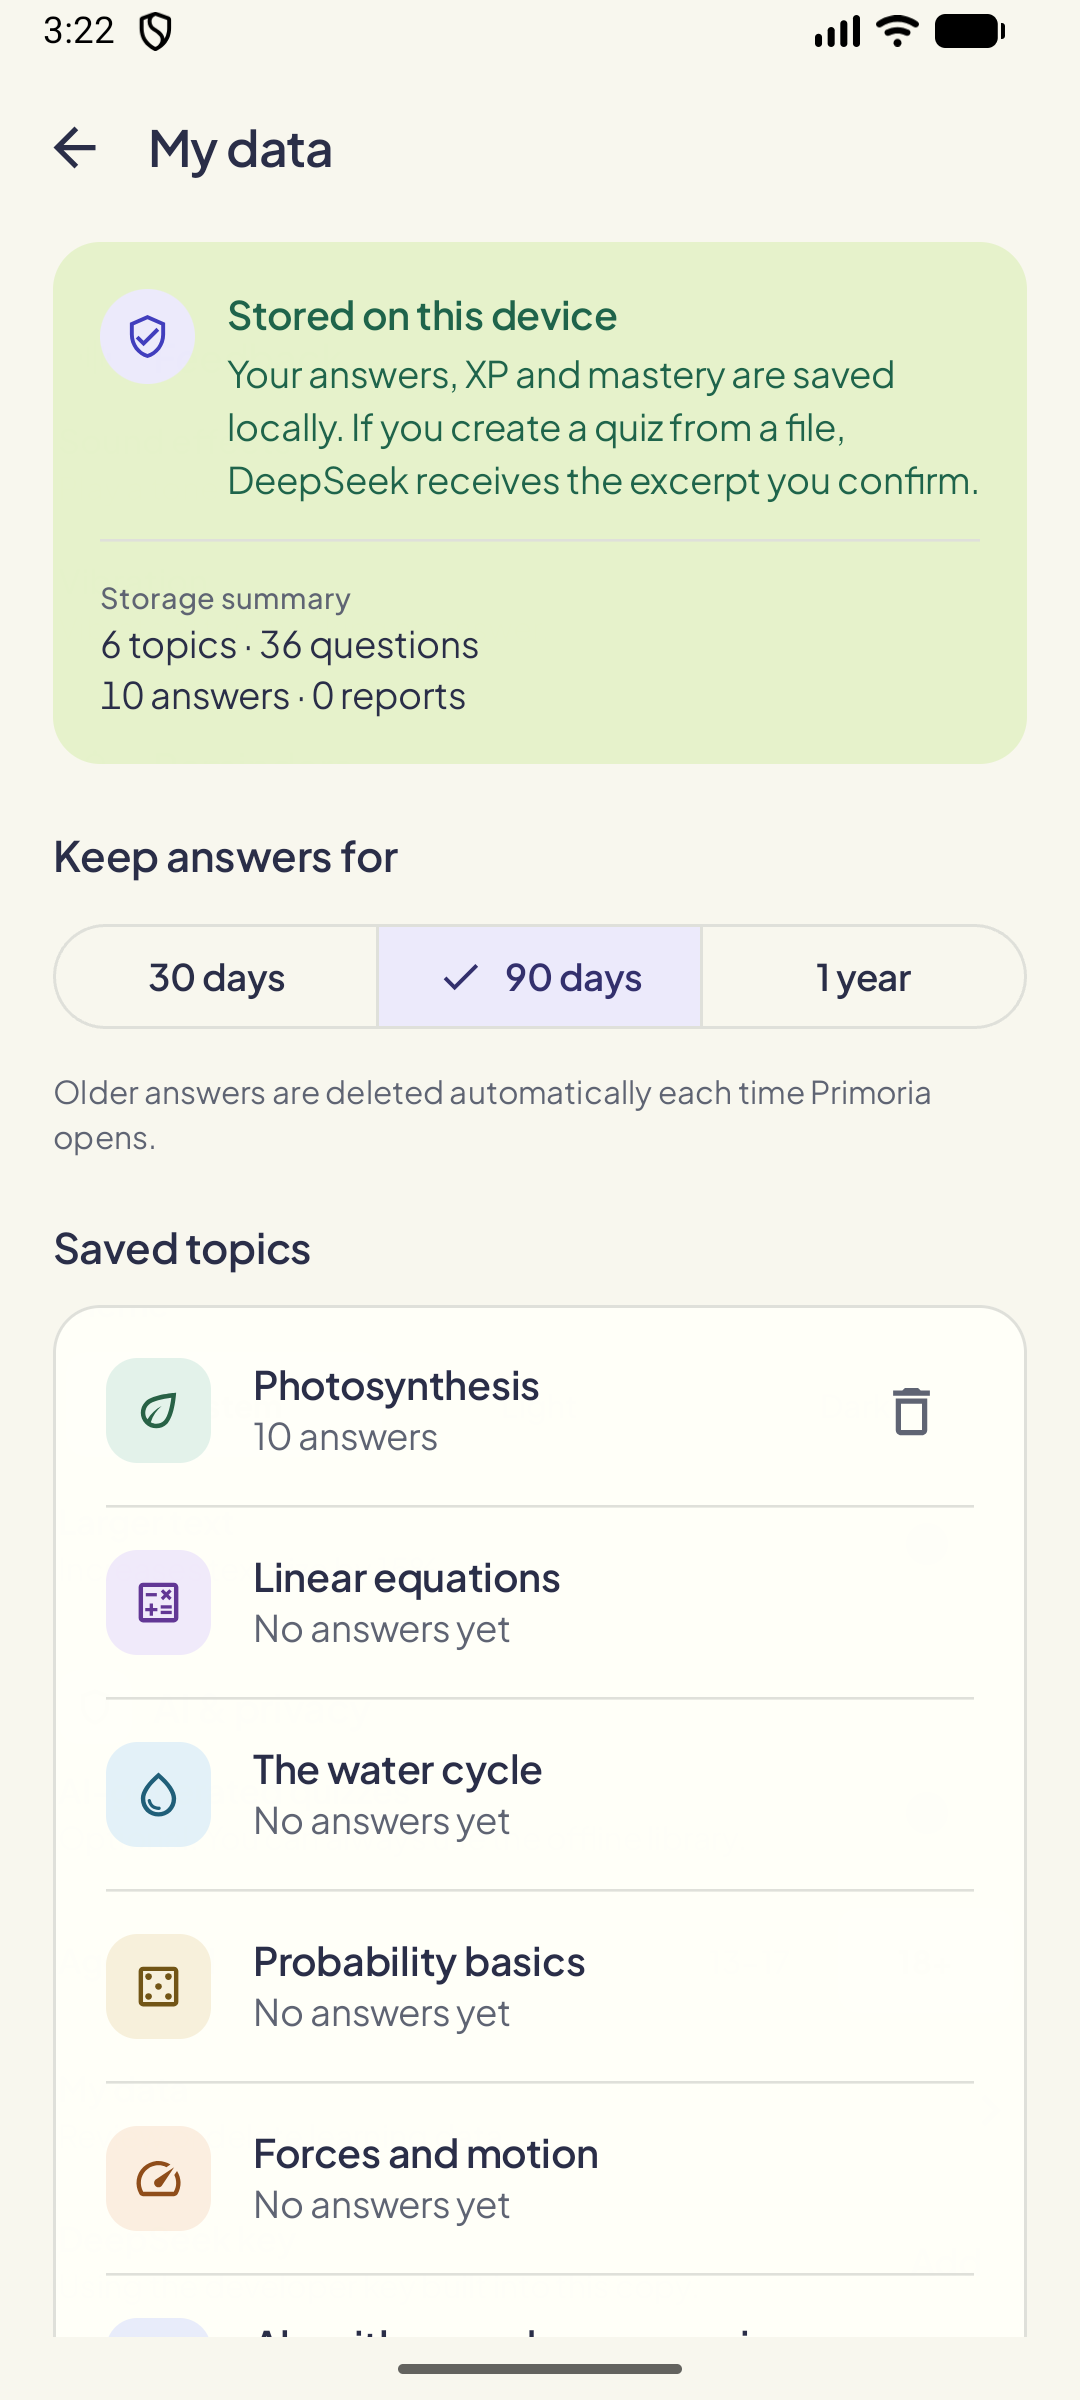 3:22
My data
Stored on this device
Your answers, XP and mastery are saved
locally. If you create a quiz from a file,
DeepSeek receives the excerpt you confirm.
Storage summary
6 topics · 36 questions
10 answers · 0 reports
Keep answers for
30 days
90 days
1 year
Older answers are deleted automatically each time Primoria
opens.
Saved topics
Photosynthesis
10 answers
Linear equations
No answers yet
The water cycle
No answers yet
Probability basics
No answers yet
Forces and motion
No answers yet